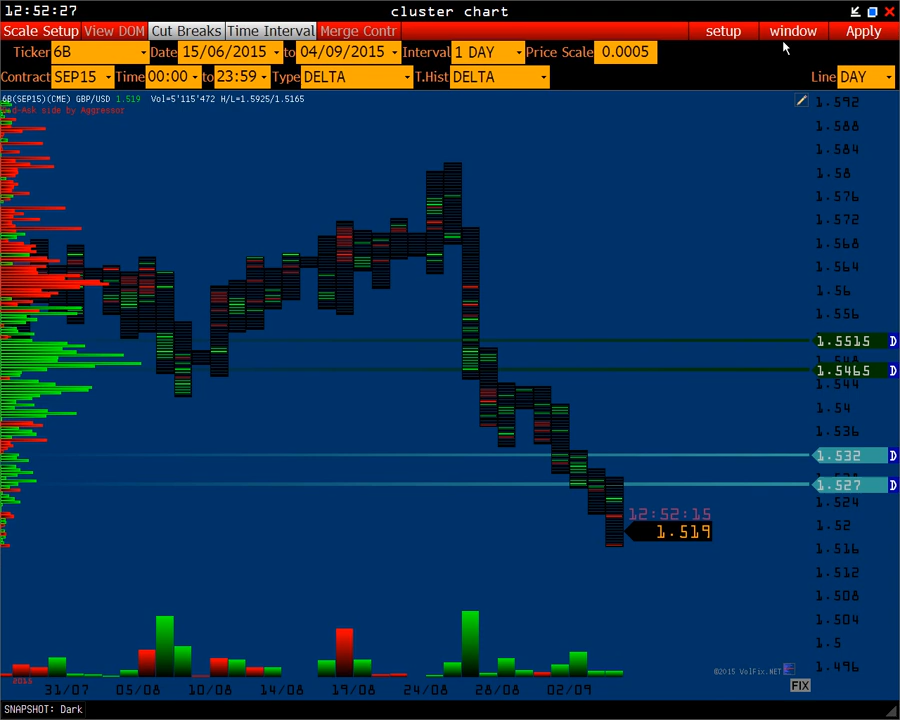 12:52:27 cluster chart
Scale Setup View DOM Cut Breaks Time Interval Merge Contr setup window Apply
Ticker 6B Date 15/06/2015 to 04/09/2015 Interval 1 DAY Price Scale 0.0005
Contract SEP15 Time 00:00 to 23:59 Type DELTA T.Hist DELTA Line DAY
6B(SEP15)(CME) GBP/USD 1.519 Vol=5'115'472 H/L=1.5925/1.5165
-Ask side by Aggressor
1.592
1.588
1.584
1.58
1.576
1.572
1.568
1.564
1.56
1.556
1.5515 D
1.5465 D
1.544
1.54
1.536
1.532 D
1.527 D
1.524
12:52:15
1.52
1.519
1.516
1.512
1.508
1.504
1.5
1.496
©2015 VolFix.NET
2015
31/07 05/08 10/08 14/08 19/08 24/08 28/08 02/09
FIX
SNAPSHOT: Dark